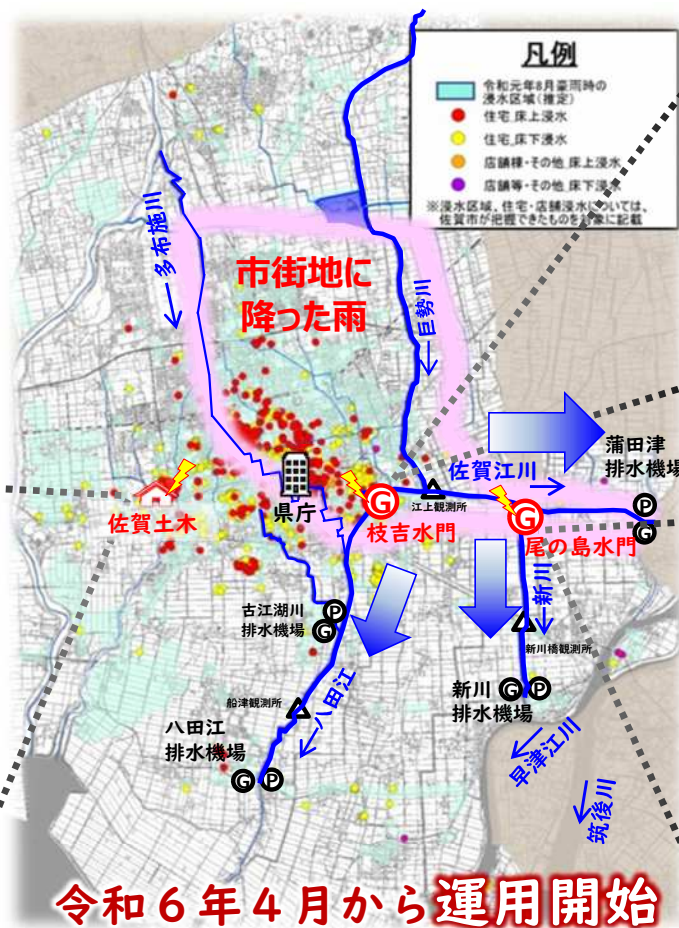 凡例
令和元年8月豪雨時の
浸水区域(推定)
住宅_床上浸水
住宅_床下浸水
店舗棟・その他_床上浸水
店舗等・その他_床下浸水
※浸水区域、住宅・店舗浸水については、
佐賀市が把握できたものを対象に記載
多布施川
市街地に
降った雨
巨勢川
蒲田津
排水機場
佐賀江川
P
G
江上観測所
G
G
県庁
佐賀土木
枝吉水門
尾の島水門
新川
古江湖川
排水機場
P
G
新川橋観測所
船津観測所
八田江
新川
排水機場
G
P
八田江
排水機場
G
P
早津江川
筑後川
令和6年4月から運用開始